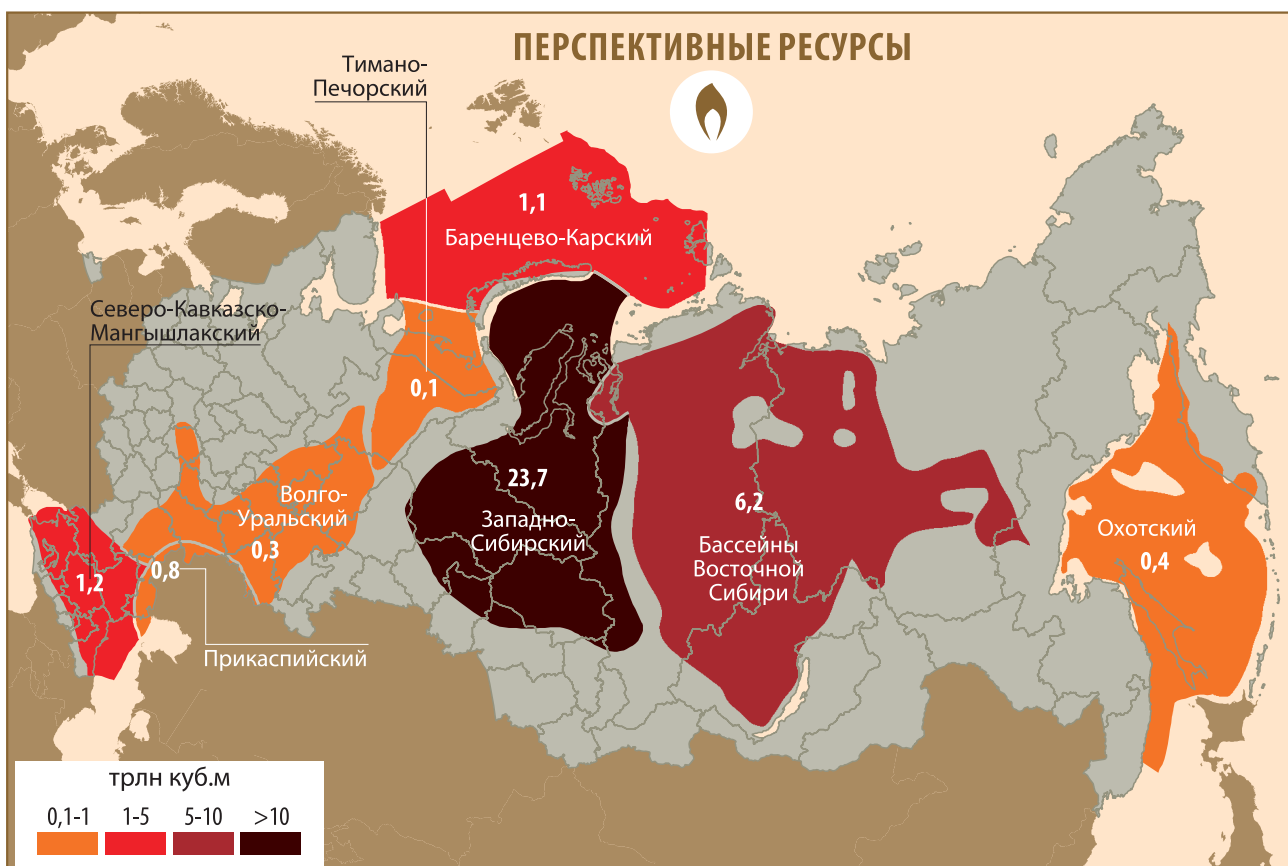 ПЕРСПЕКТИВНЫЕ РЕСУРСЫ
Тимано-
Печорский
1,1
Баренцево-Карский
Северо-Кавказско-
Мангышлакский
0,1
23,7
Западно-
Сибирский
6,2
Бассейны
Восточной
Сибири
Волго-
Уральский
0,3
Охотский
0,4
1,2
0,8
Прикаспийский
трлн куб.м
0,1-1 1-5 5-10 >10